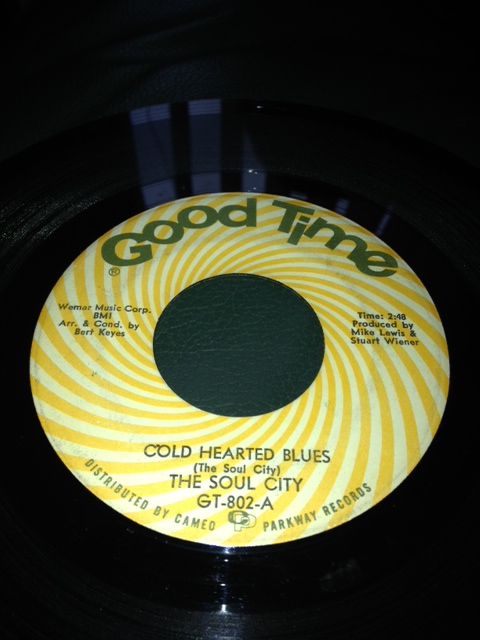 Good Time
®
Wemar Music Corp.
BMI
Arr. & Cond. by
Bert Keyes
Time: 2:48
Produced by
Mike Lewis &
Stuart Wiener
COLD HEARTED BLUES
(The Soul City)
THE SOUL CITY
GT-802-A
DISTRIBUTED BY CAMEO CP PARKWAY RECORDS